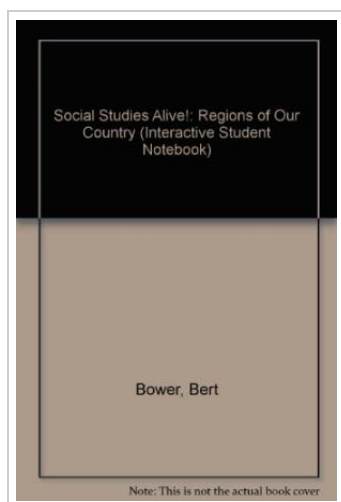 Social Studies Alive!: Regions of Our
Country (Interactive Student
Notebook)
Bower, Bert
Note: This is not the actual book cover